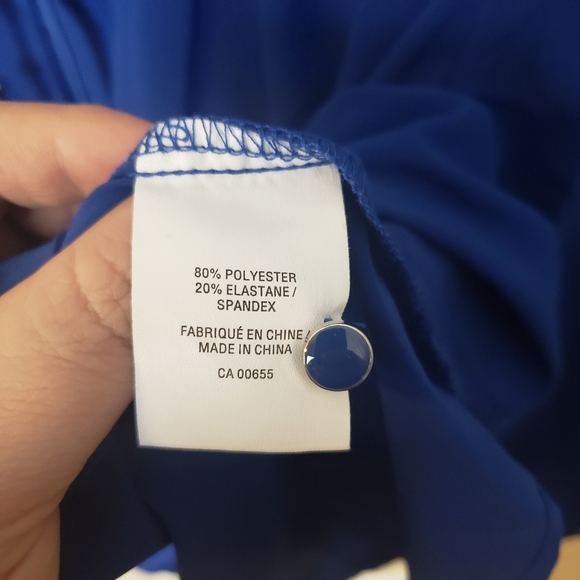 80% POLYESTER
20% ELASTANE /
SPANDEX
FABRIQUÉ EN CHINE /
MADE IN CHINA
CA 00655